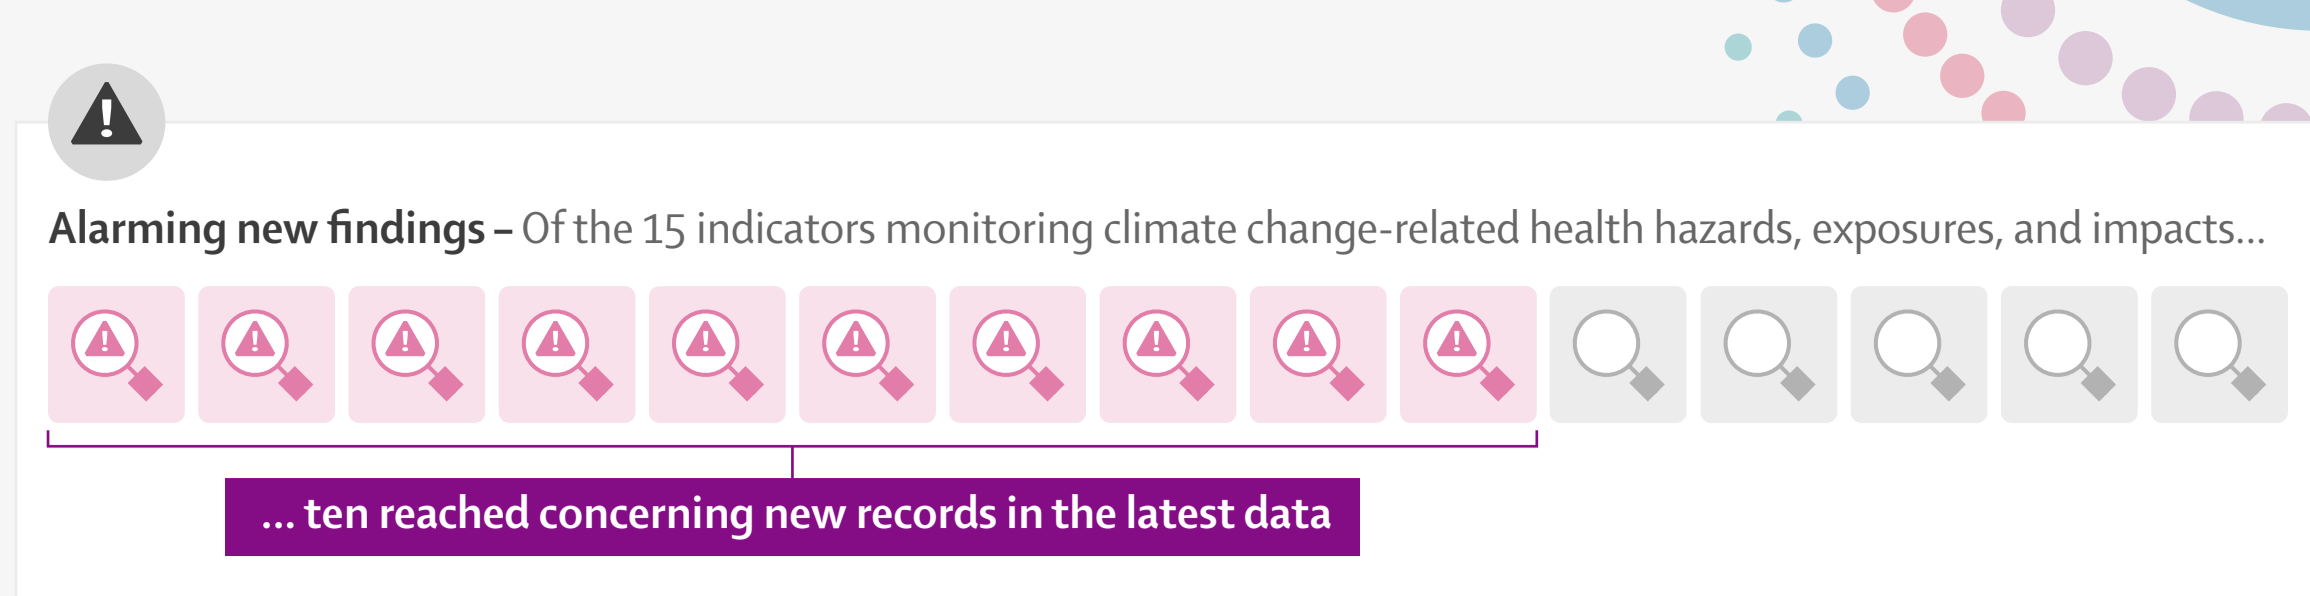 Alarming new findings – Of the 15 indicators monitoring climate change-related health hazards, exposures, and impacts...
... ten reached concerning new records in the latest data